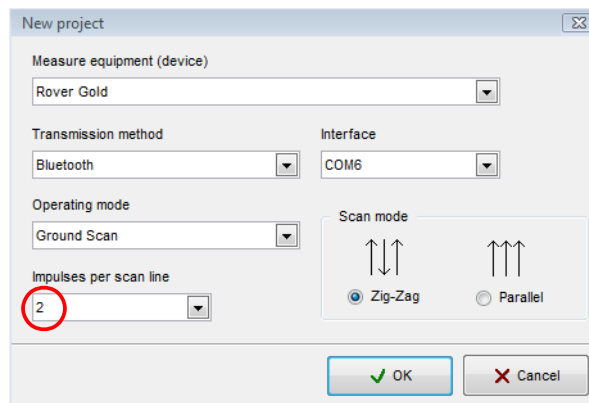 New project
Measure equipment (device)
Rover Gold
Transmission method
Interface
Bluetooth
COM6
Operating mode
Scan mode
Ground Scan
Impulses per scan line
Zig-Zag
Parallel
2
OK
Cancel